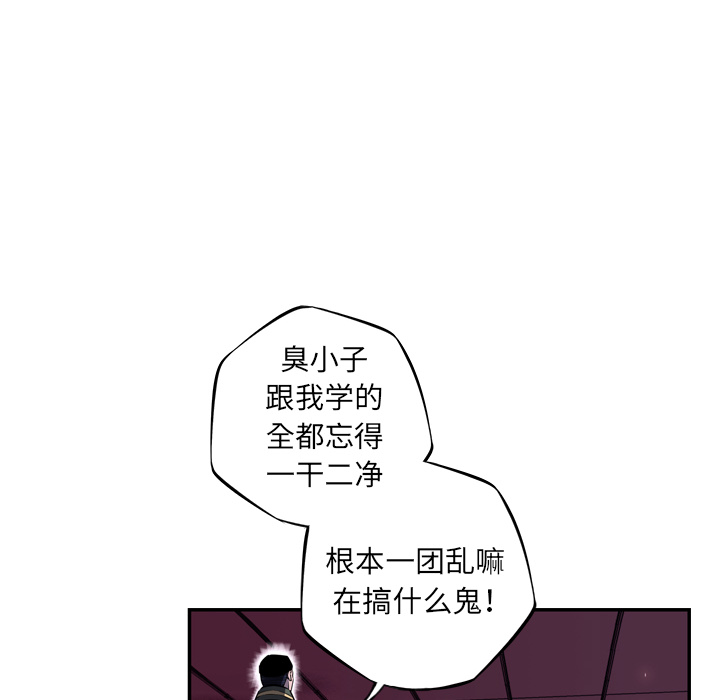 臭小子
跟我学的
全都忘得
一干二净
根本一团乱嘛
在搞什么鬼！